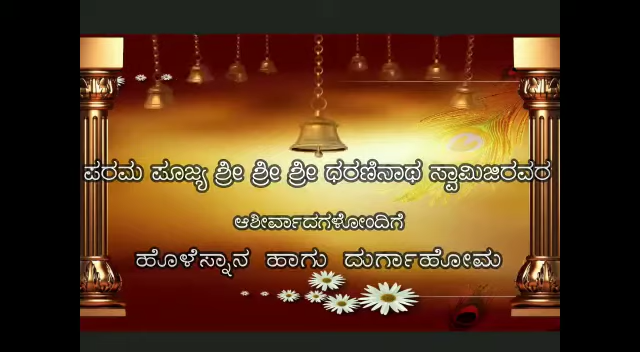 ಪರಮ ಪೂಜ್ಯ ಶ್ರೀ ಶ್ರೀ ಶ್ರೀ ಧರಣಿನಾಥ ಸ್ವಾಮಿಜಿರವರ
ಆಶೀರ್ವಾದಗಳೋಂದಿಗೆ
ಹೊಳೆಸ್ನಾನ ಹಾಗು ದುರ್ಗಾಹೋಮ